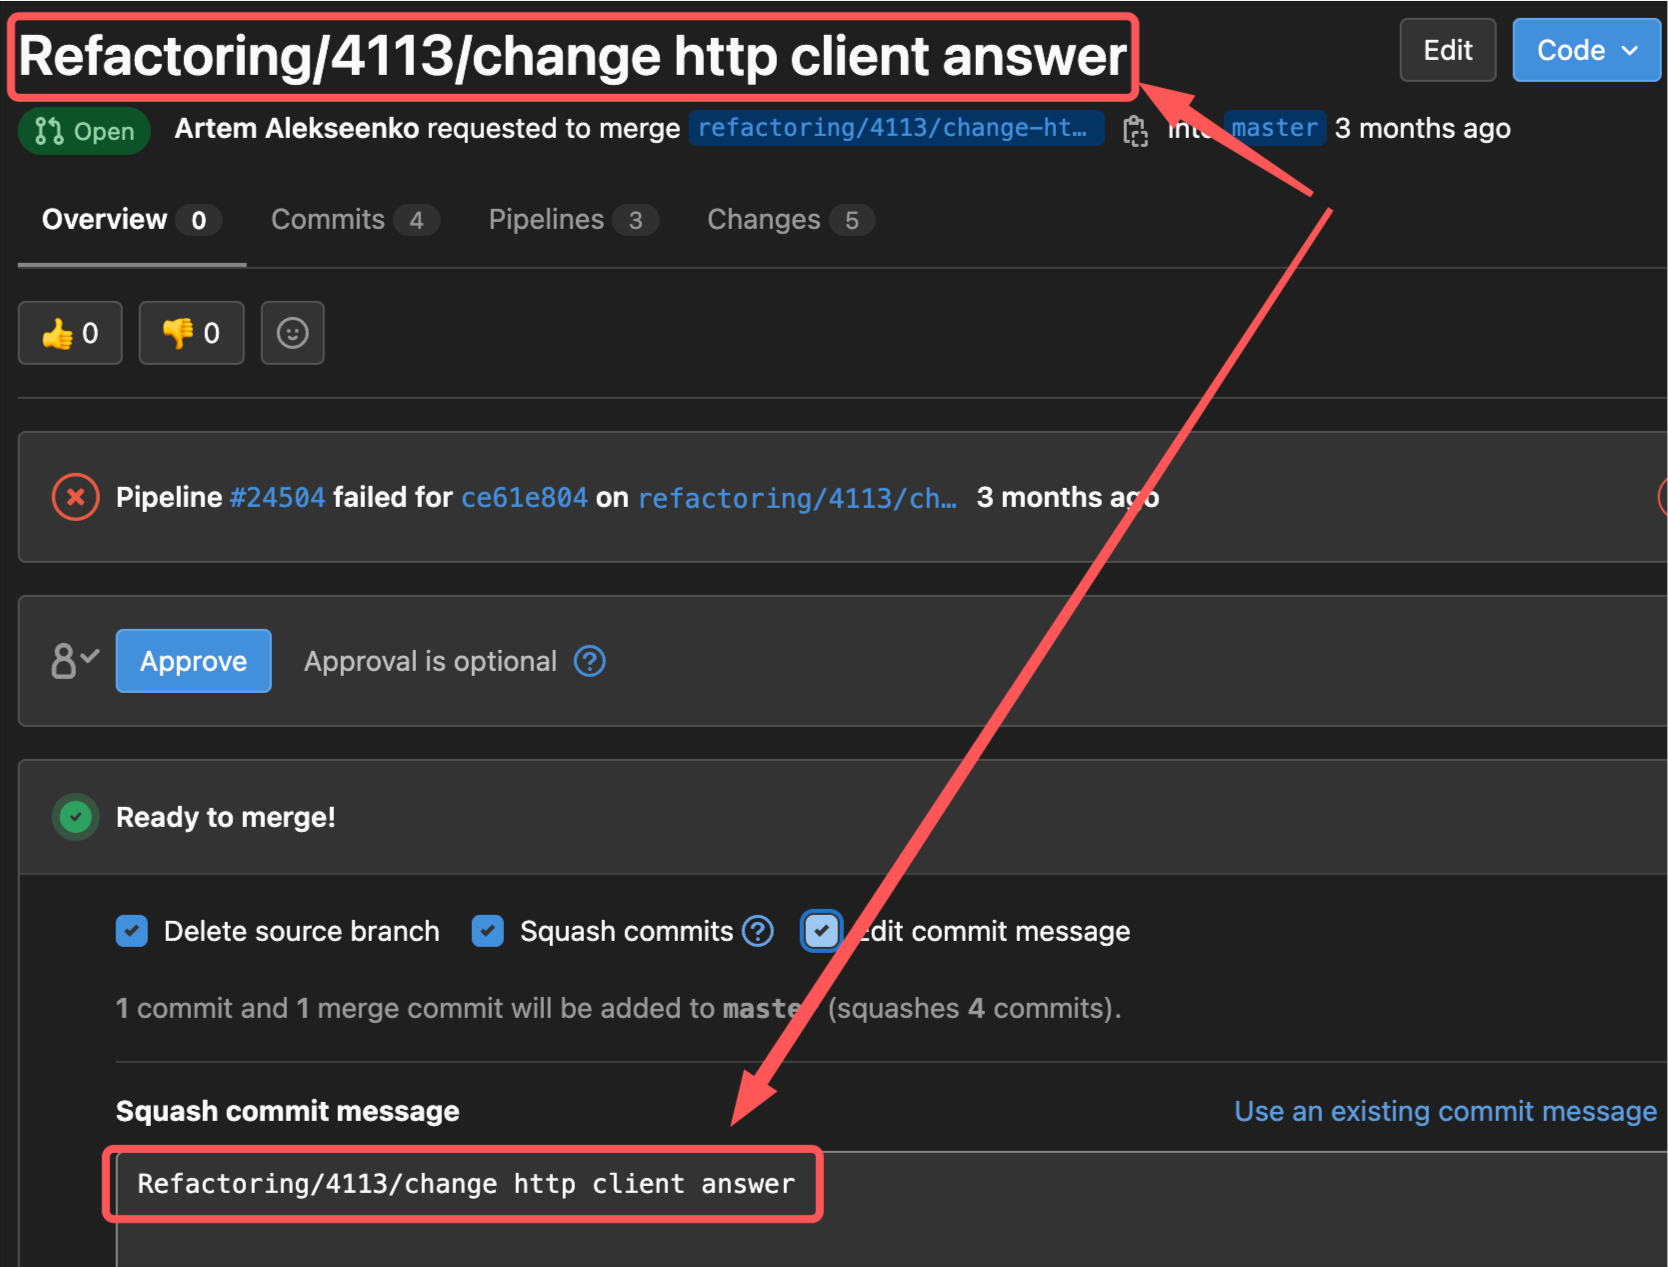 Refactoring/4113/change http client answer
Edit
Code
Open
Artem Alekseenko requested to merge refactoring/4113/change-ht… into master 3 months ago
Overview 0
Commits 4
Pipelines 3
Changes 5
👍 0
👎 0
Pipeline #24504 failed for ce61e804 on refactoring/4113/ch… 3 months ago
Approve
Approval is optional
Ready to merge!
Delete source branch
Squash commits
Edit commit message
1 commit and 1 merge commit will be added to master (squashes 4 commits).
Squash commit message
Use an existing commit message
Refactoring/4113/change http client answer